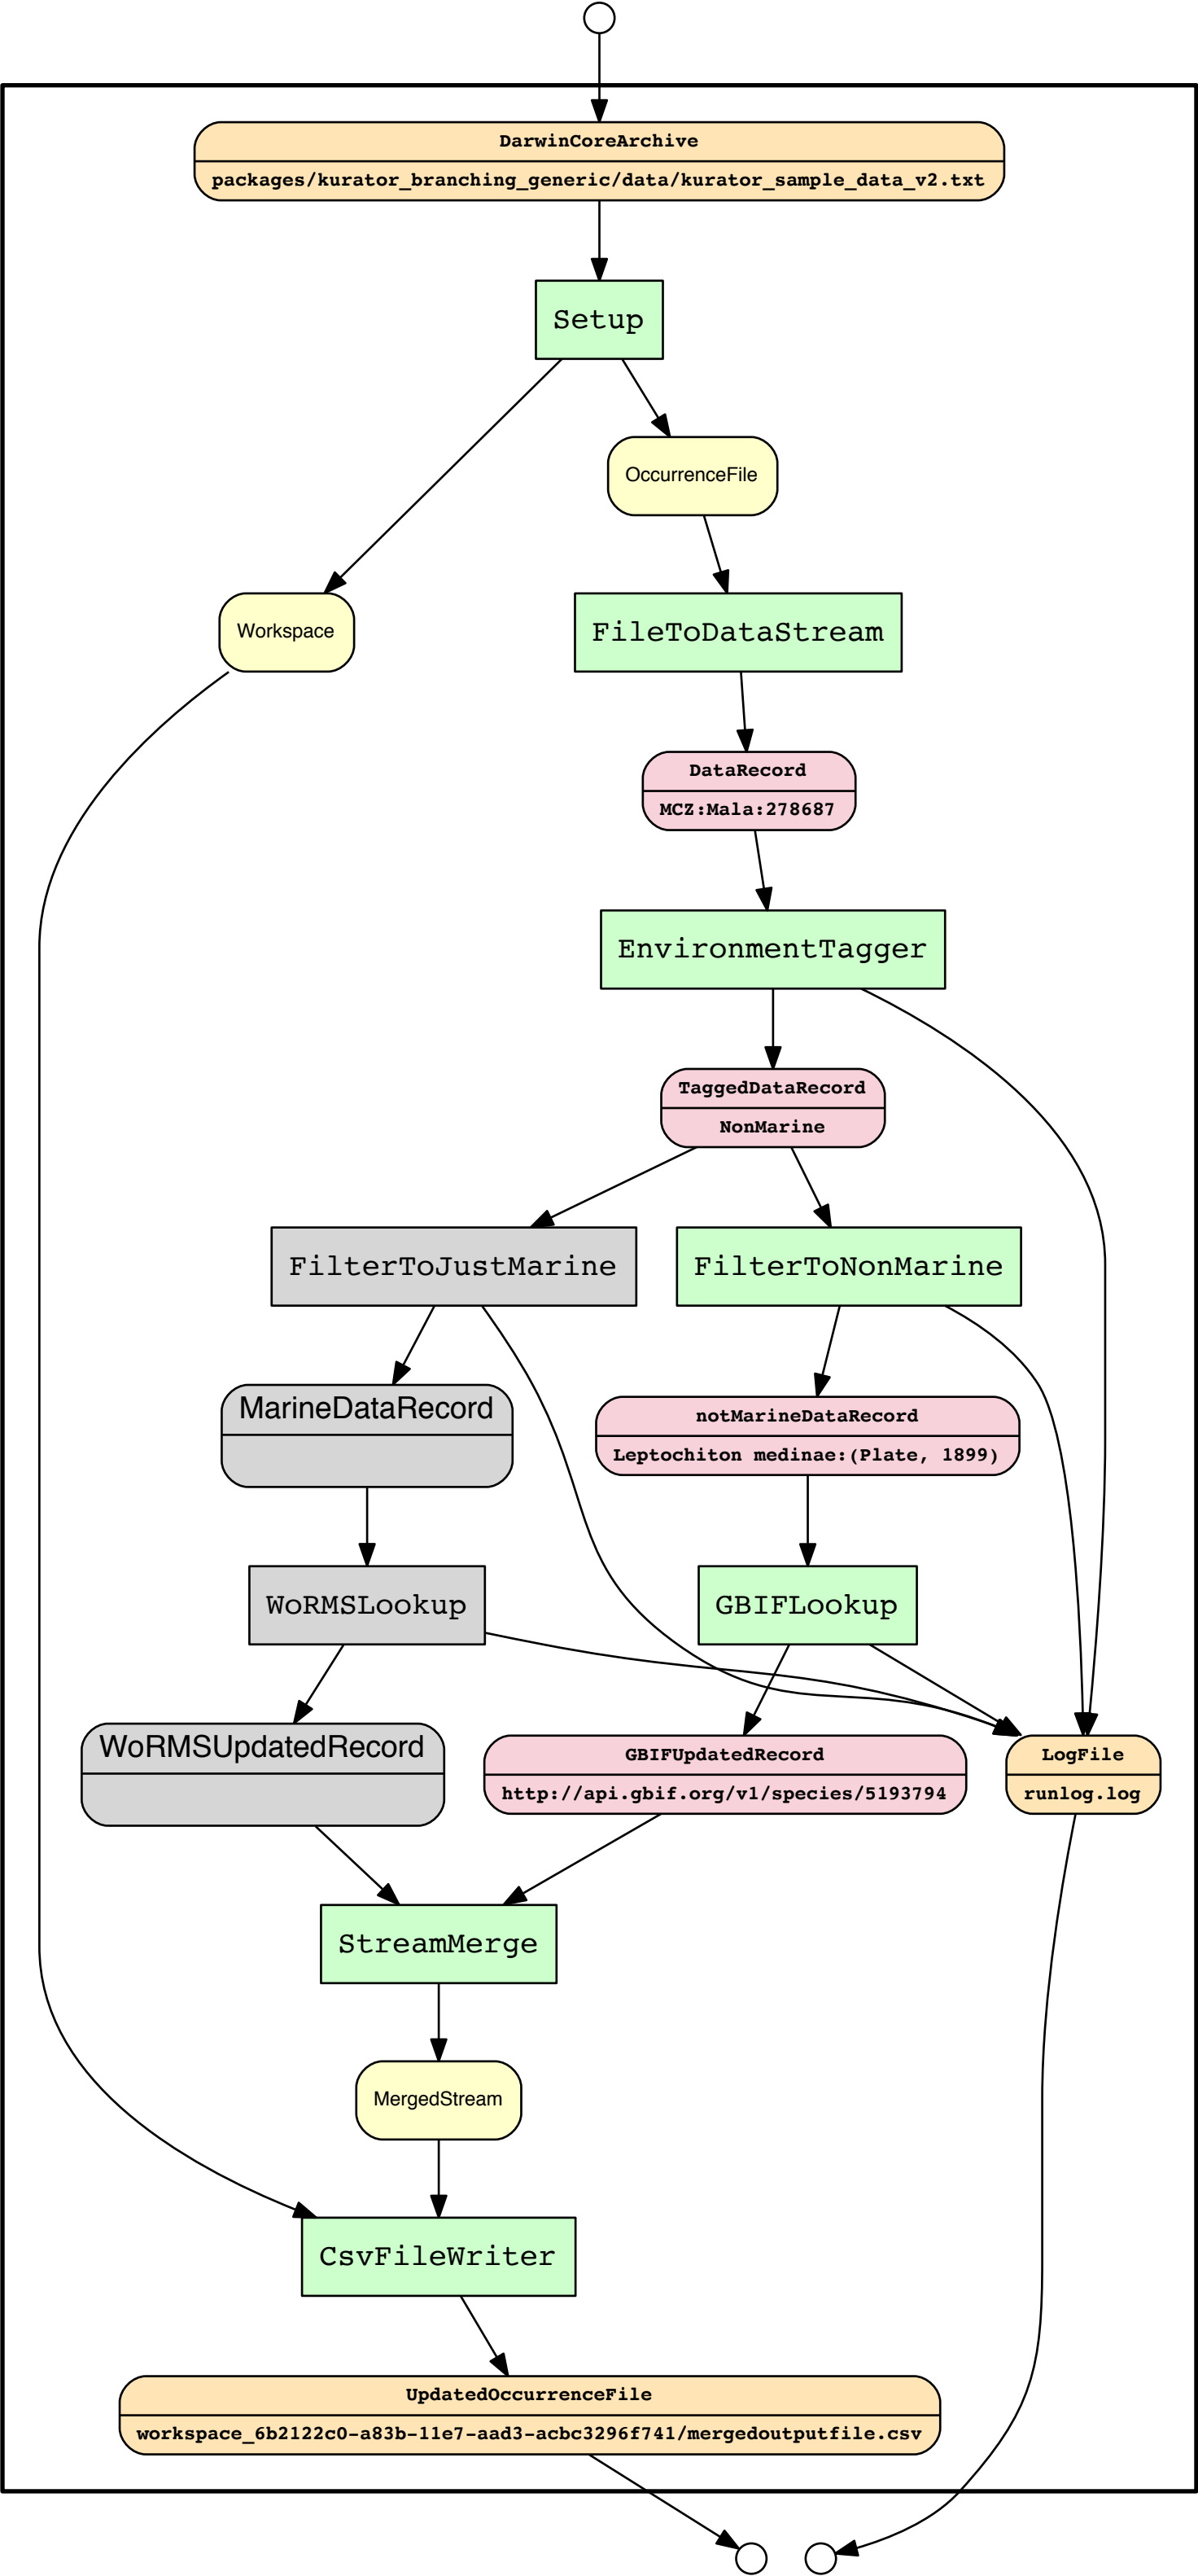 DarwinCoreArchive
packages/kurator_branching_generic/data/kurator_sample_data_v2.txt
Setup
OccurrenceFile
Workspace
FileToDataStream
DataRecord
MCZ:Mala:278687
EnvironmentTagger
TaggedDataRecord
NonMarine
FilterToJustMarine
FilterToNonMarine
MarineDataRecord
notMarineDataRecord
Leptochiton medinae:(Plate, 1899)
WoRMSLookup
GBIFLookup
WoRMSUpdatedRecord
GBIFUpdatedRecord
http://api.gbif.org/v1/species/5193794
LogFile
runlog.log
StreamMerge
MergedStream
CsvFileWriter
UpdatedOccurrenceFile
workspace_6b2122c0-a83b-11e7-aad3-acbc3296f741/mergedoutputfile.csv